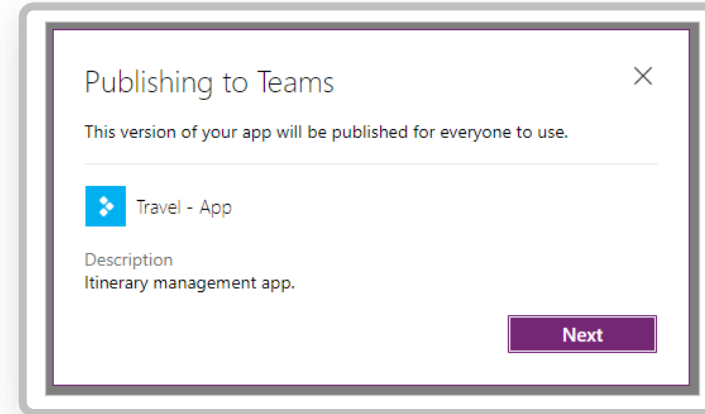 Publishing to Teams
This version of your app will be published for everyone to use.
Travel - App
Description
Itinerary management app.
Next